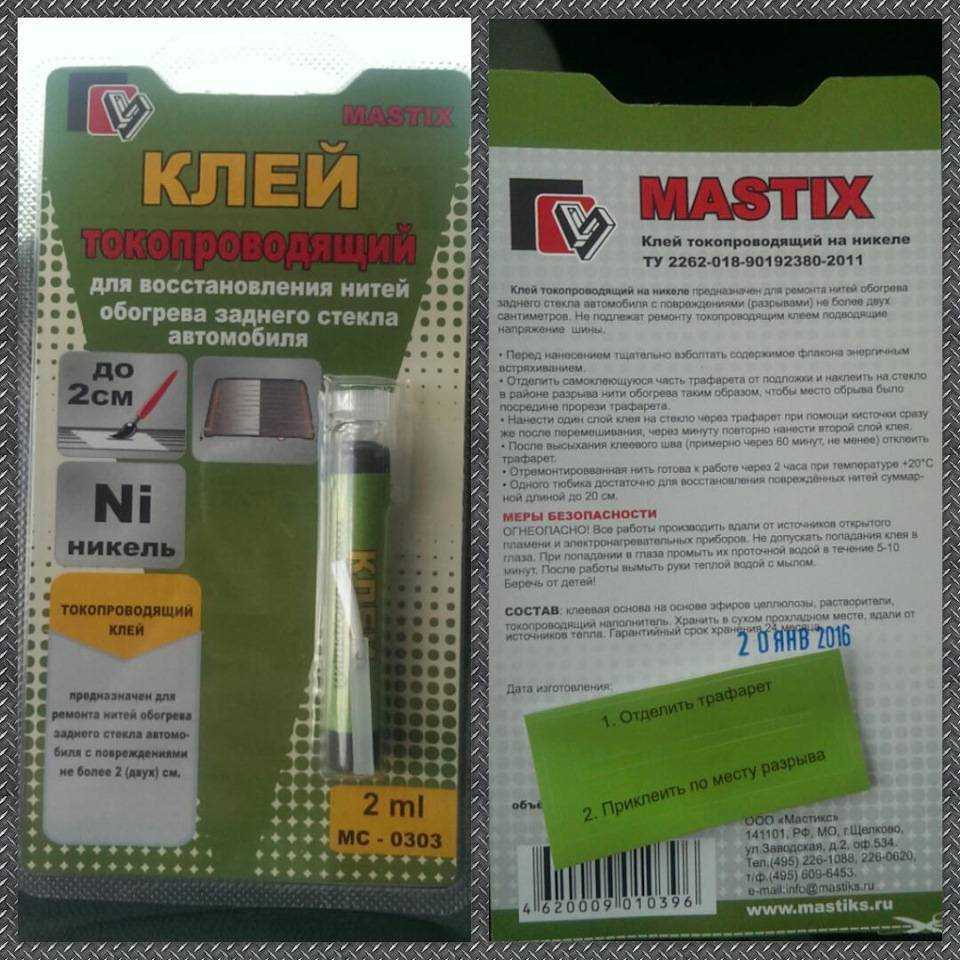 MASTIX
КЛЕЙ
токопроводящий
для восстановления нитей
обогрева заднего стекла
автомобиля
до
2см
Ni
никель
ТОКОПРОВОДЯЩИЙ
КЛЕЙ
предназначен для
ремонта нитей обогрева
заднего стекла автомо-
биля с повреждениями
не более 2 (двух) см.
КЛЕ
2 ml
МС - 0303
MASTIX
Клей токопроводящий на никеле
ТУ 2262-018-90192380-2011
Клей токопроводящий на никеле предназначен для ремонта нитей обогрева
заднего стекла автомобиля с повреждениями (разрывами) не более двух
сантиметров. Не подлежат ремонту токопроводящим клеем подводящие
напряжение шины.
• Перед нанесением тщательно взболтать содержимое флакона энергичным
встряхиванием.
• Отделить самоклеющуюся часть трафарета от подложки и наклеить на стекло
в районе разрыва нити обогрева таким образом, чтобы место обрыва было
посредине прорези трафарета.
• Нанести один слой клея на стекло через трафарет при помощи кисточки сразу
же после перемешивания, через минуту повторно нанести второй слой клея.
• После высыхания клеевого шва (примерно через 60 минут, не менее) отклеить
трафарет.
• Отремонтировванная нить готова к работе через 2 часа при температуре +20°С
• Одного тюбика достаточно для восстановления повреждённых нитей суммар-
ной длиной до 20 см.
МЕРЫ БЕЗОПАСНОСТИ
ОГНЕОПАСНО! Все работы производить вдали от источников открытого
пламени и электронагревательных приборов. Не допускать попадания клея в
глаза. При попадании в глаза промыть их проточной водой в течение 5-10
минут. После работы вымыть руки теплой водой с мылом.
Беречь от детей!
СОСТАВ: клеевая основа на основе эфиров целлюлозы, растворители,
токопроводящий наполнитель. Хранить в сухом прохладном месте, вдали от
источников тепла. Гарантийный срок хранения 24 месяца.
20 ЯНВ 2016
Дата изготовления:
1. Отделить трафарет
2. Приклеить по месту разрыва
объё
ООО «Мастикс»
141101, РФ, МО, г.Щелково,
ул.Заводская, д.2, оф.534.
Тел.(495) 226-1088, 226-0620,
т/ф.(495) 609-6453.
e-mail:info@mastiks.ru
www.mastiks.ru
4 620009 010396